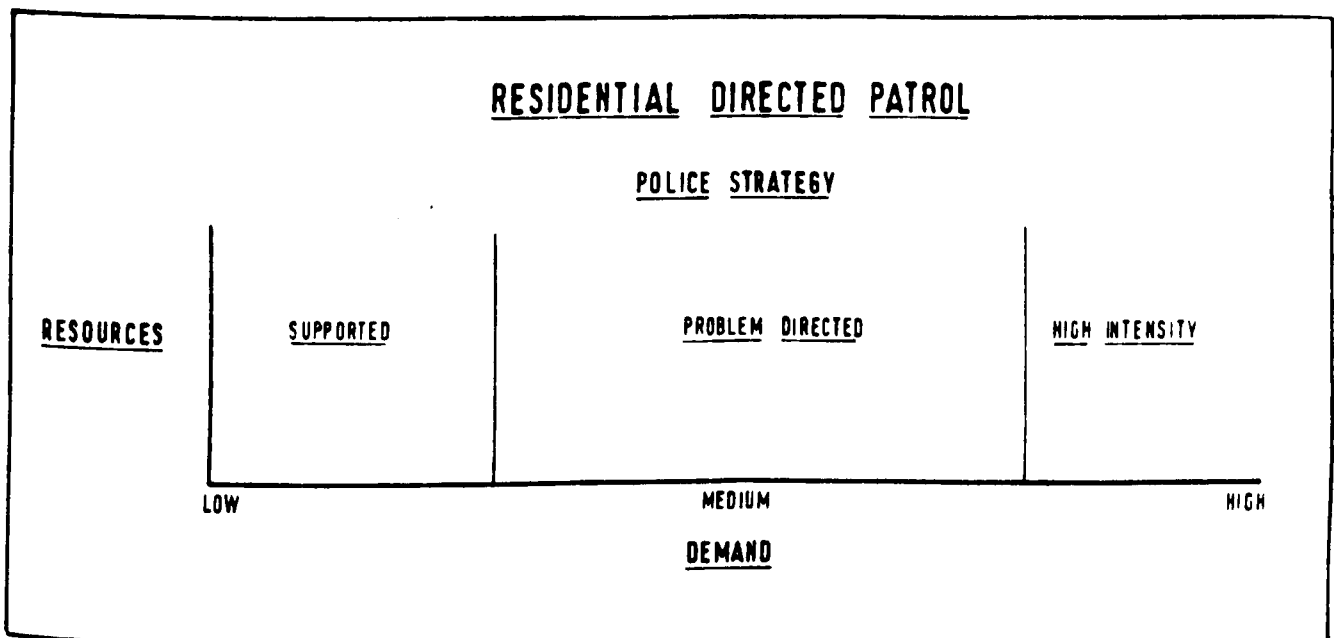 RESIDENTIAL DIRECTED PATROL
POLICE STRATEGY
RESOURCES SUPPORTED PROBLEM DIRECTED HIGH INTENSITY
LOW MEDIUM HIGH
DEMAND